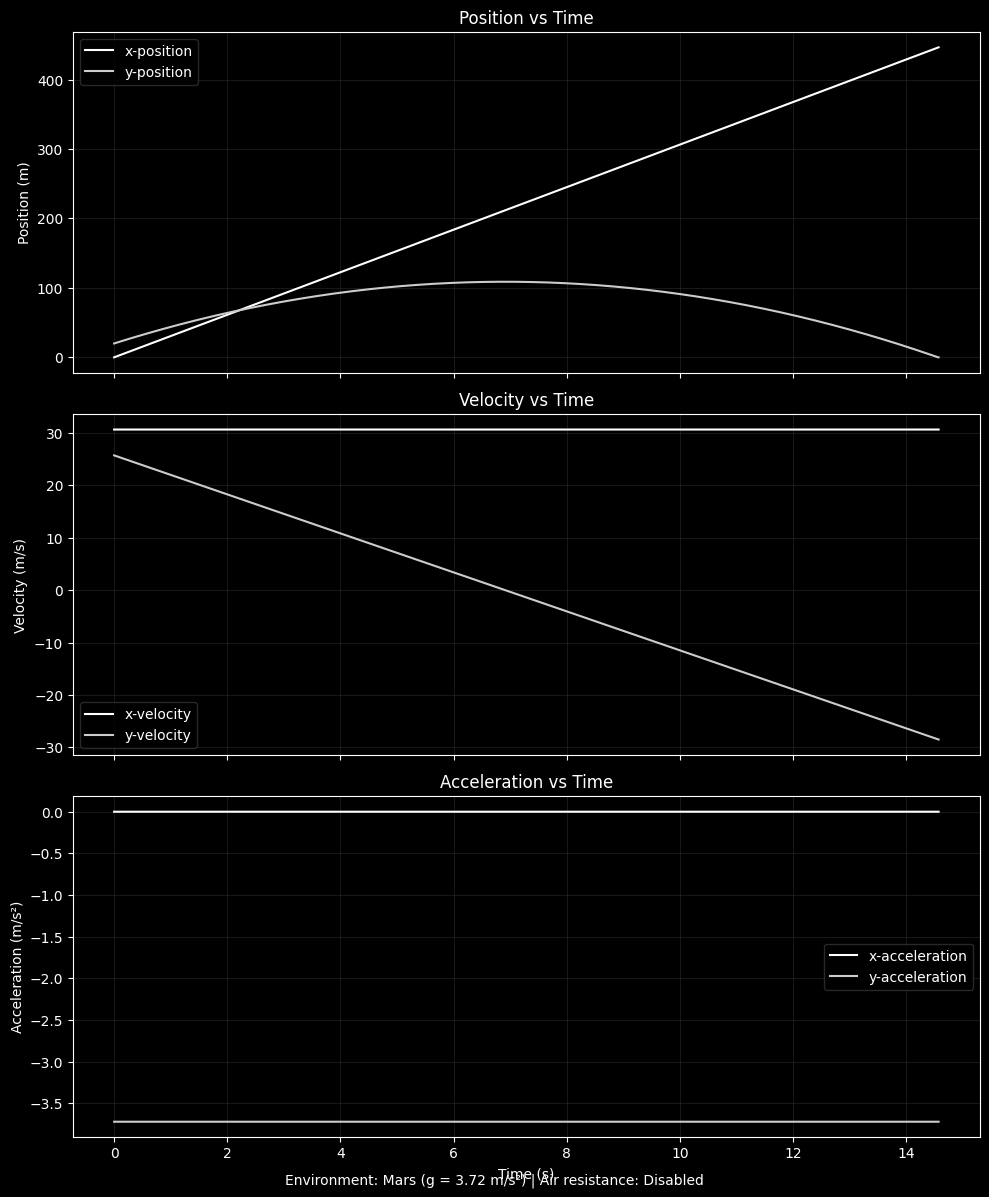 Position vs Time
x-position
y-position
Position (m)
400
300
200
100
0
Velocity vs Time
Velocity (m/s)
30
20
10
0
−10
−20
−30
x-velocity
y-velocity
Acceleration vs Time
Acceleration (m/s²)
0.0
−0.5
−1.0
−1.5
−2.0
−2.5
−3.0
−3.5
x-acceleration
y-acceleration
0 2 4 6 8 10 12 14
Time (s)
Environment: Mars (g = 3.72 m/s²) | Air resistance: Disabled